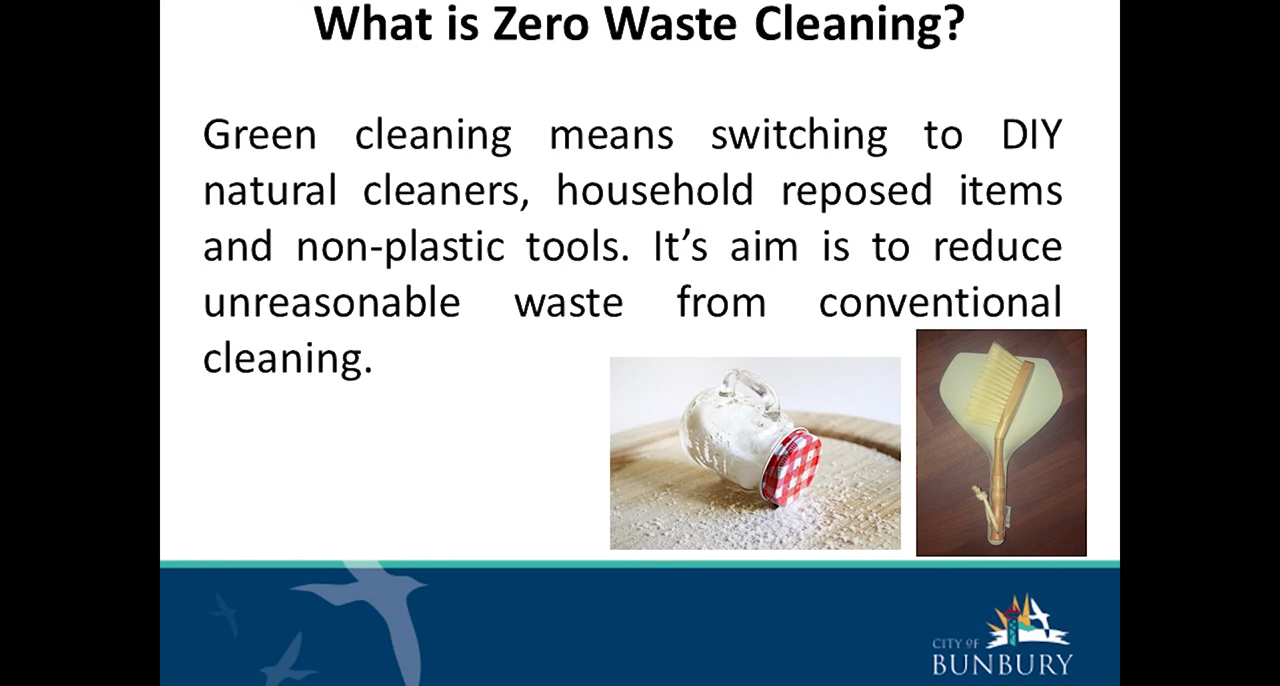 What is Zero Waste Cleaning?
Green cleaning means switching to DIY
natural cleaners, household reposed items
and non-plastic tools. It’s aim is to reduce
unreasonable waste from conventional
cleaning.
CITY OF
BUNBURY